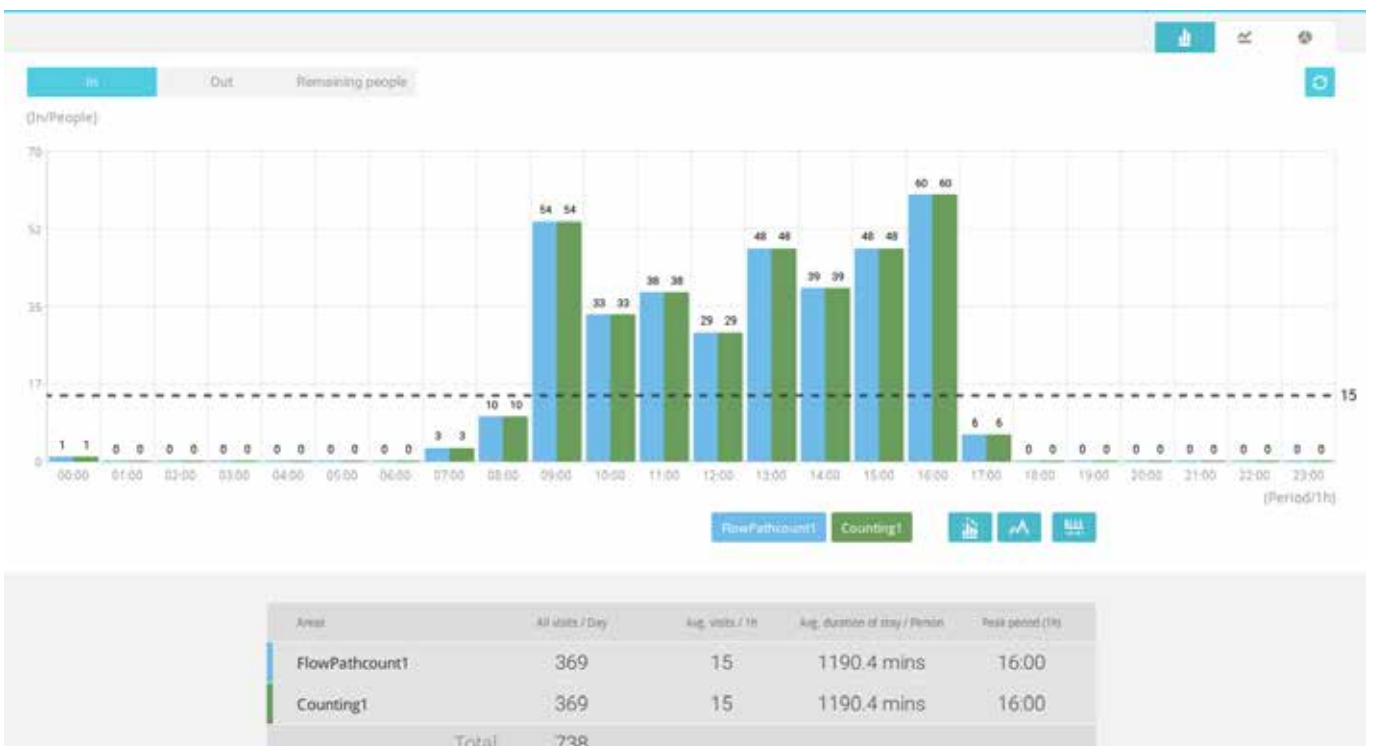 In Out Remaining people
(In/People)
70
60 60
54 54
52
48 48 48 48
39 39
38 38
35
33 33
29 29
17
15
10 10
6 6
3 3
1 1 0 0 0 0 0 0 0 0 0 0 0 0 0 0 0 0 0 0 0 0 0 0 0 0
0
00:00 01:00 02:00 03:00 04:00 05:00 06:00 07:00 08:00 09:00 10:00 11:00 12:00 13:00 14:00 15:00 16:00 17:00 18:00 19:00 20:00 21:00 22:00 23:00
(Period/1h)
FlowPathcount1 Counting1
Areas All visits / Day Avg. visits / 1h Avg. duration of stay / Person Peak period (1h)
FlowPathcount1 369 15 1190.4 mins 16:00
Counting1 369 15 1190.4 mins 16:00
Total 738